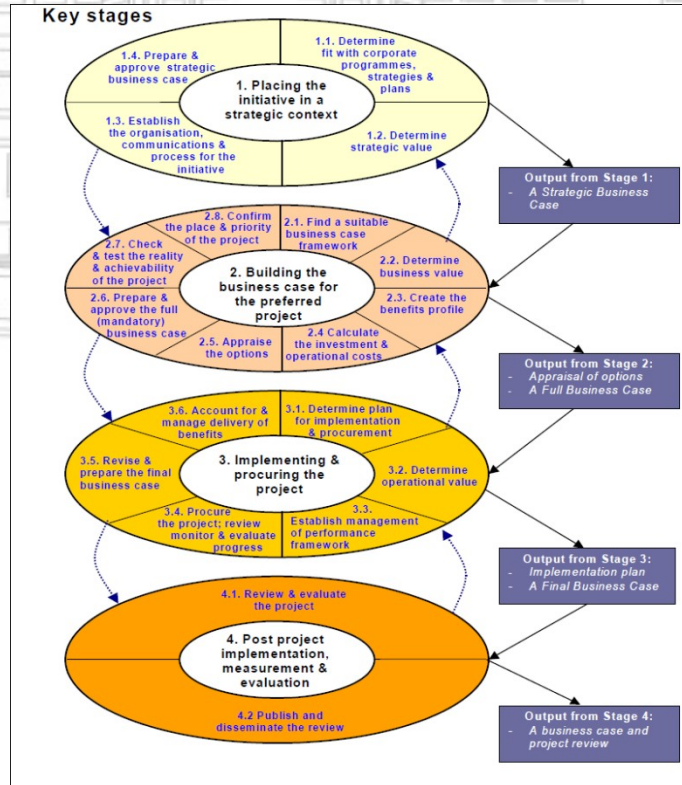 Key stages
1.1. Determine
fit with corporate
programmes,
strategies &
plans
1.2. Determine
strategic value
1.3. Establish
the organisation,
communications &
process for the
initiative
1.4. Prepare &
approve strategic
business case
1. Placing the
initiative in a
strategic context
Output from Stage 1:
- A Strategic Business
Case
2.1. Find a suitable
business case
framework
2.2. Determine
business value
2.3. Create the
benefits profile
2.4 Calculate
the investment &
operational costs
2.5. Appraise
the options
2.6. Prepare &
approve the full
(mandatory)
business case
2.7. Check
& test the reality
& achievability
of the project
2.8. Confirm
the place & priority
of the project
2. Building the
business case for
the preferred
project
Output from Stage 2:
- Appraisal of options
- A Full Business Case
3.1. Determine plan
for implementation
& procurement
3.2. Determine
operational value
3.3.
Establish management
of performance
framework
3.4. Procure
the project; review
monitor & evaluate
progress
3.5. Revise &
prepare the final
business case
3.6. Account for &
manage delivery of
benefits
3. Implementing &
procuring the
project
Output from Stage 3:
- Implementation plan
- A Final Business Case
4.1. Review & evaluate
the project
4. Post project
implementation,
measurement &
evaluation
4.2 Publish and
disseminate the review
Output from Stage 4:
- A business case and
project review